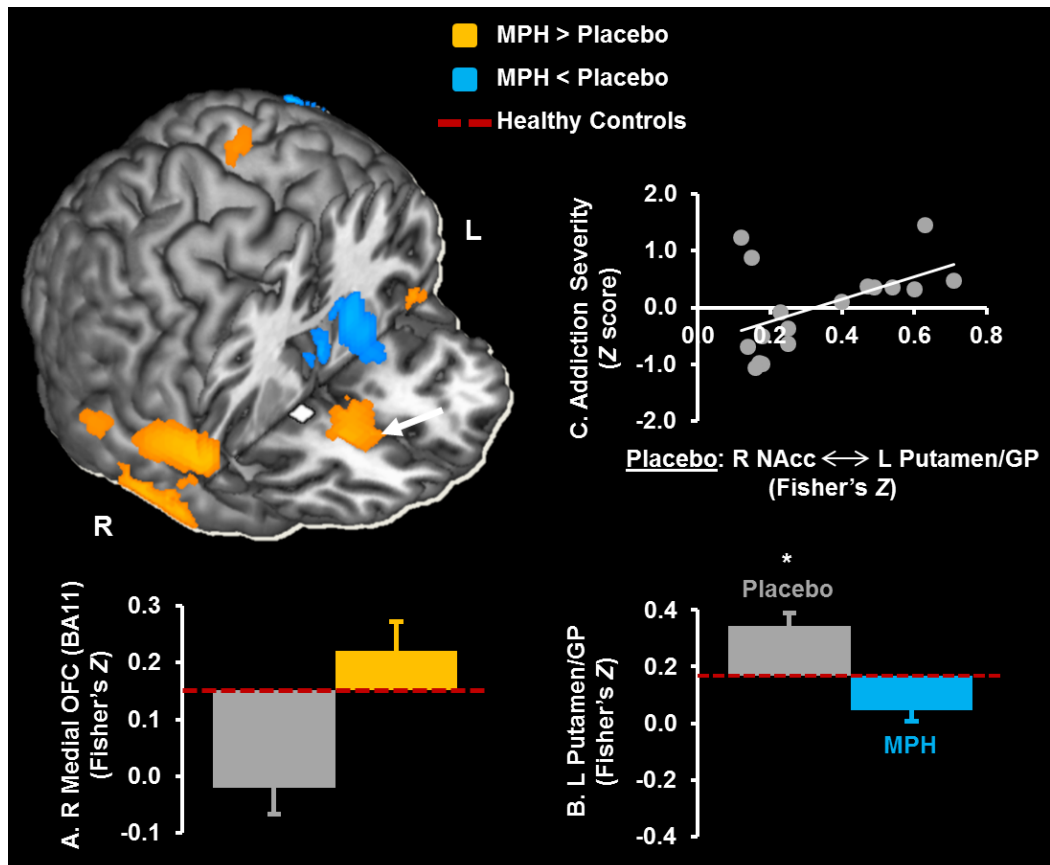 MPH > Placebo
MPH < Placebo
Healthy Controls
L
R
C. Addiction Severity
(Z score)
2.0
1.0
0.0
-1.0
-2.0
0.0
0.2
0.4
0.6
0.8
Placebo: R NAcc ↔ L Putamen/GP
(Fisher's Z)
A. R Medial OFC (BA11)
(Fisher's Z)
0.3
0.2
0.1
0.0
-0.1
B. L Putamen/GP
(Fisher's Z)
0.4
0.2
0.0
-0.2
-0.4
*
Placebo
MPH